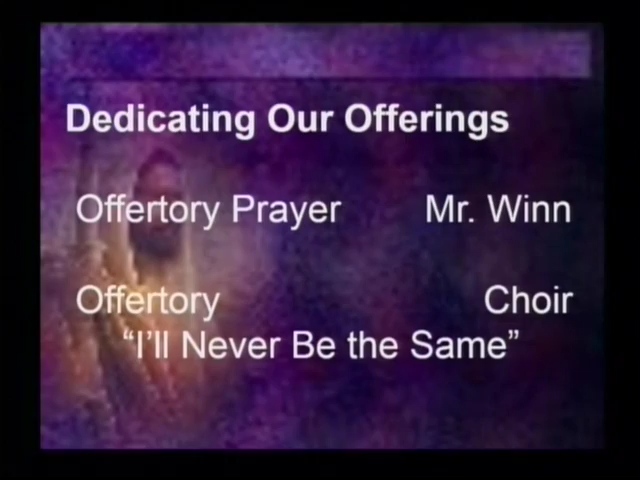 Dedicating Our Offerings
Offertory Prayer Mr. Winn
Offertory Choir
“I’ll Never Be the Same”